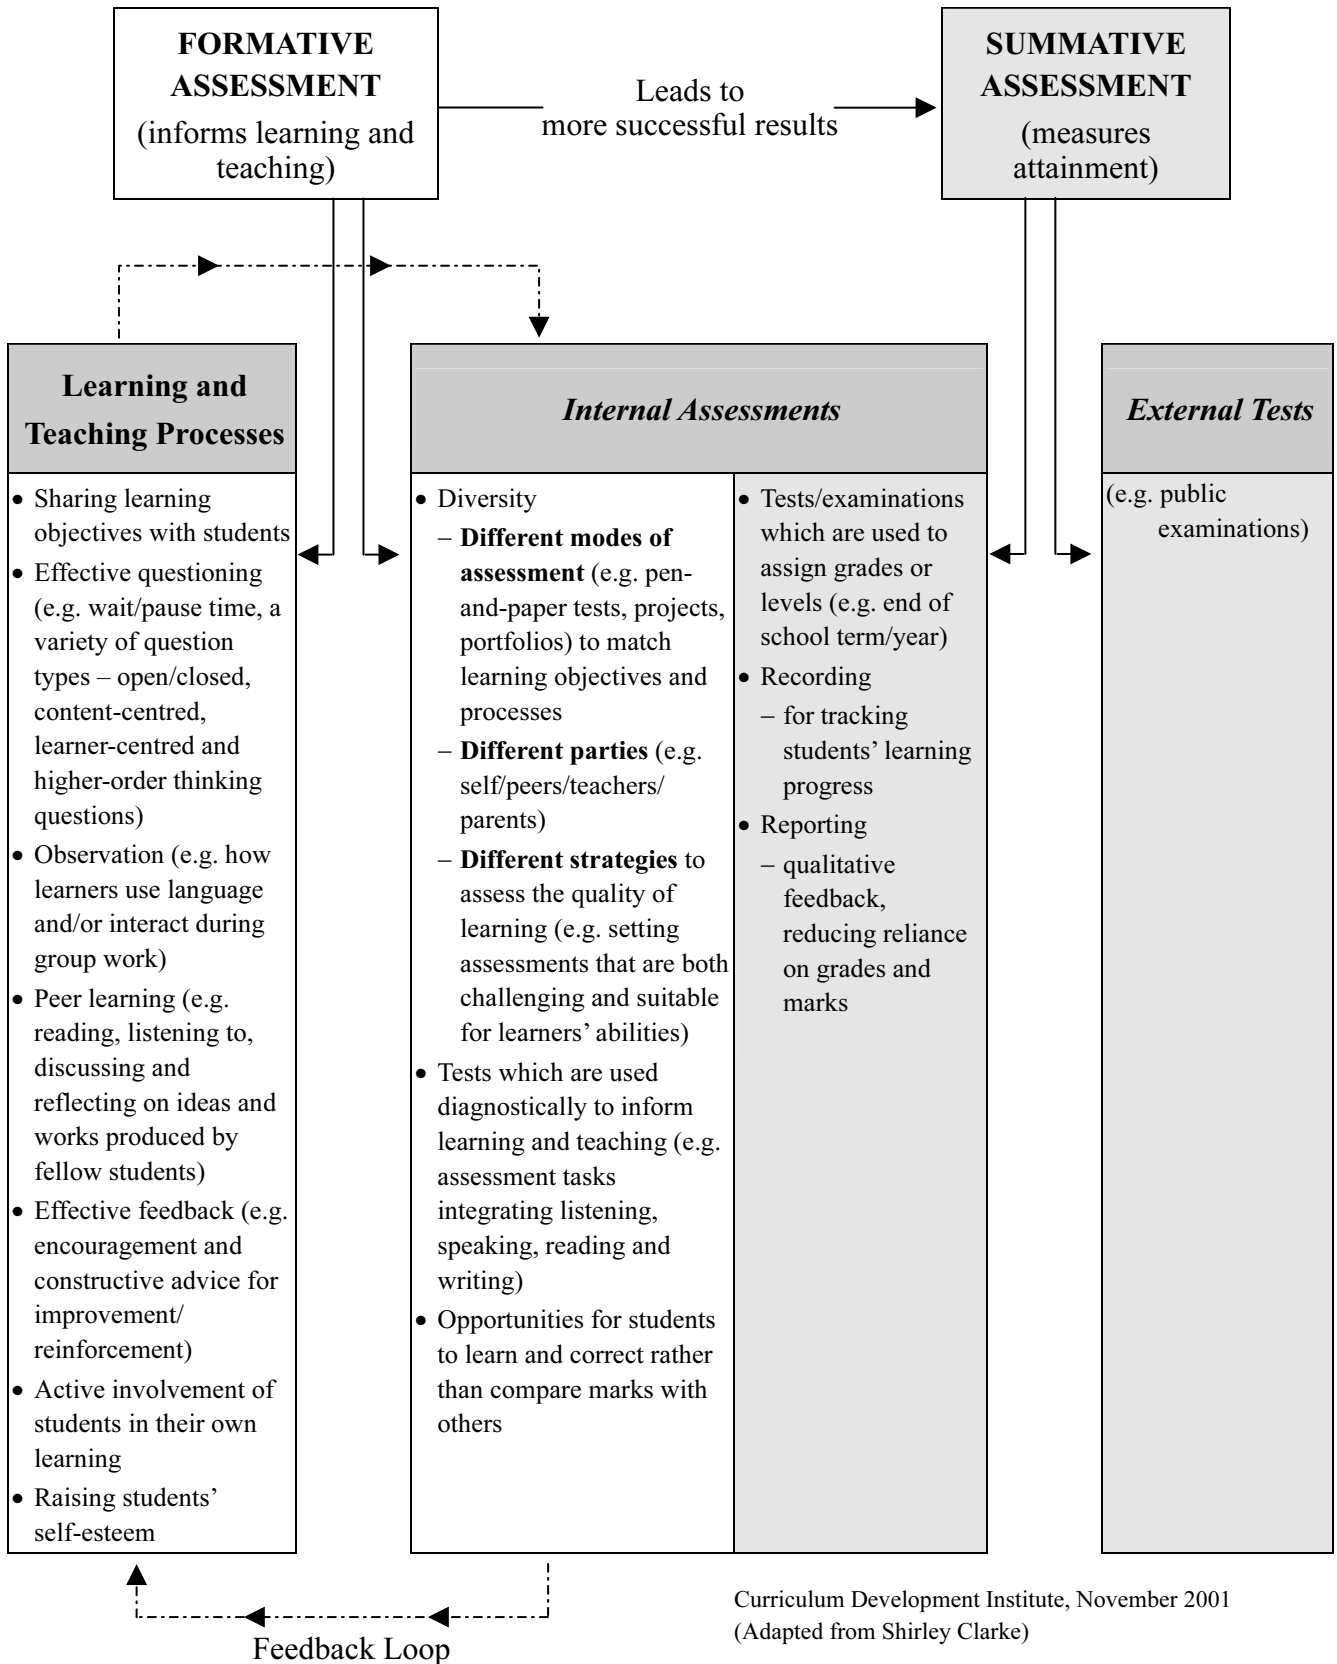 FORMATIVE
ASSESSMENT
(informs learning and
teaching)
Leads to
more successful results
SUMMATIVE
ASSESSMENT
(measures
attainment)
Learning and
Teaching Processes
• Sharing learning
objectives with students
• Effective questioning
(e.g. wait/pause time, a
variety of question
types – open/closed,
content-centred,
learner-centred and
higher-order thinking
questions)
• Observation (e.g. how
learners use language
and/or interact during
group work)
• Peer learning (e.g.
reading, listening to,
discussing and
reflecting on ideas and
works produced by
fellow students)
• Effective feedback (e.g.
encouragement and
constructive advice for
improvement/
reinforcement)
• Active involvement of
students in their own
learning
• Raising students’
self-esteem
Internal Assessments
• Diversity
– Different modes of
assessment (e.g. pen-
and-paper tests, projects,
portfolios) to match
learning objectives and
processes
– Different parties (e.g.
self/peers/teachers/
parents)
– Different strategies to
assess the quality of
learning (e.g. setting
assessments that are both
challenging and suitable
for learners’ abilities)
• Tests which are used
diagnostically to inform
learning and teaching (e.g.
assessment tasks
integrating listening,
speaking, reading and
writing)
• Opportunities for students
to learn and correct rather
than compare marks with
others
• Tests/examinations
which are used to
assign grades or
levels (e.g. end of
school term/year)
• Recording
– for tracking
students’ learning
progress
• Reporting
– qualitative
feedback,
reducing reliance
on grades and
marks
External Tests
(e.g. public
examinations)
Feedback Loop
Curriculum Development Institute, November 2001
(Adapted from Shirley Clarke)